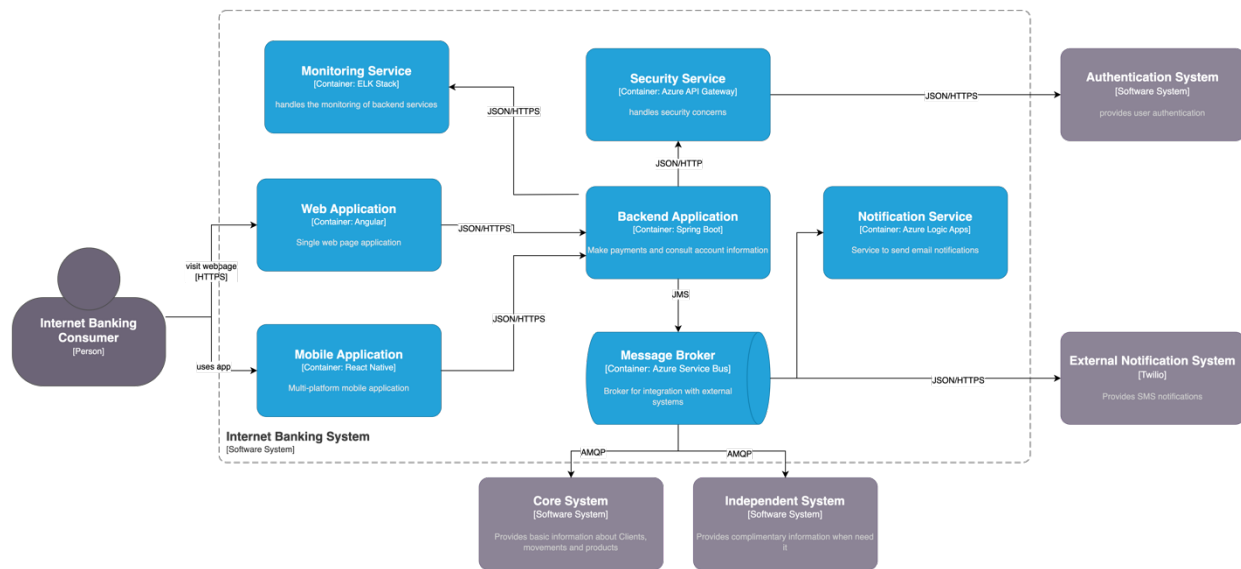 Monitoring Service
[Container: ELK Stack]
handles the monitoring of backend services
Security Service
[Container: Azure API Gateway]
handles security concerns
JSON/HTTPS
Authentication System
[Software System]
provides user authentication
JSON/HTTPS
JSON/HTTP
Web Application
[Container: Angular]
Single web page application
JSON/HTTPS
Backend Application
[Container: Spring Boot]
Make payments and consult account information
Notification Service
[Container: Azure Logic Apps]
Service to send email notifications
visit webpage
[HTTPS]
Internet Banking
Consumer
[Person]
uses app
JSON/HTTPS
JMS
Mobile Application
[Container: React Native]
Multi-platform mobile application
Message Broker
[Container: Azure Service Bus]
Broker for integration with external
systems
JSON/HTTPS
External Notification System
[Twilio]
Provides SMS notifications
Internet Banking System
[Software System]
AMQP
AMQP
Core System
[Software System]
Provides basic information about Clients,
movements and products
Independent System
[Software System]
Provides complimentary information when need
it